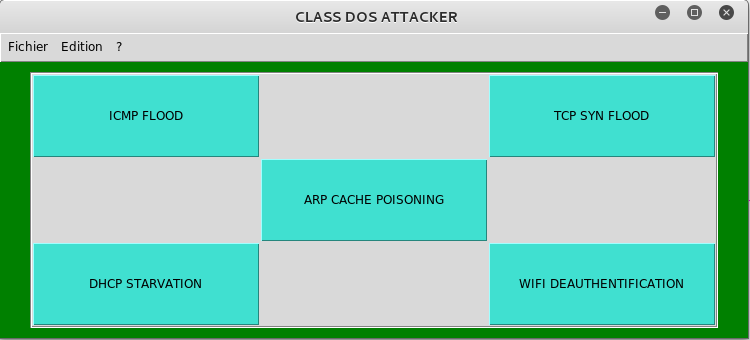 CLASS DOS ATTACKER
Fichier Edition ?
ICMP FLOOD
TCP SYN FLOOD
ARP CACHE POISONING
DHCP STARVATION
WIFI DEAUTHENTIFICATION